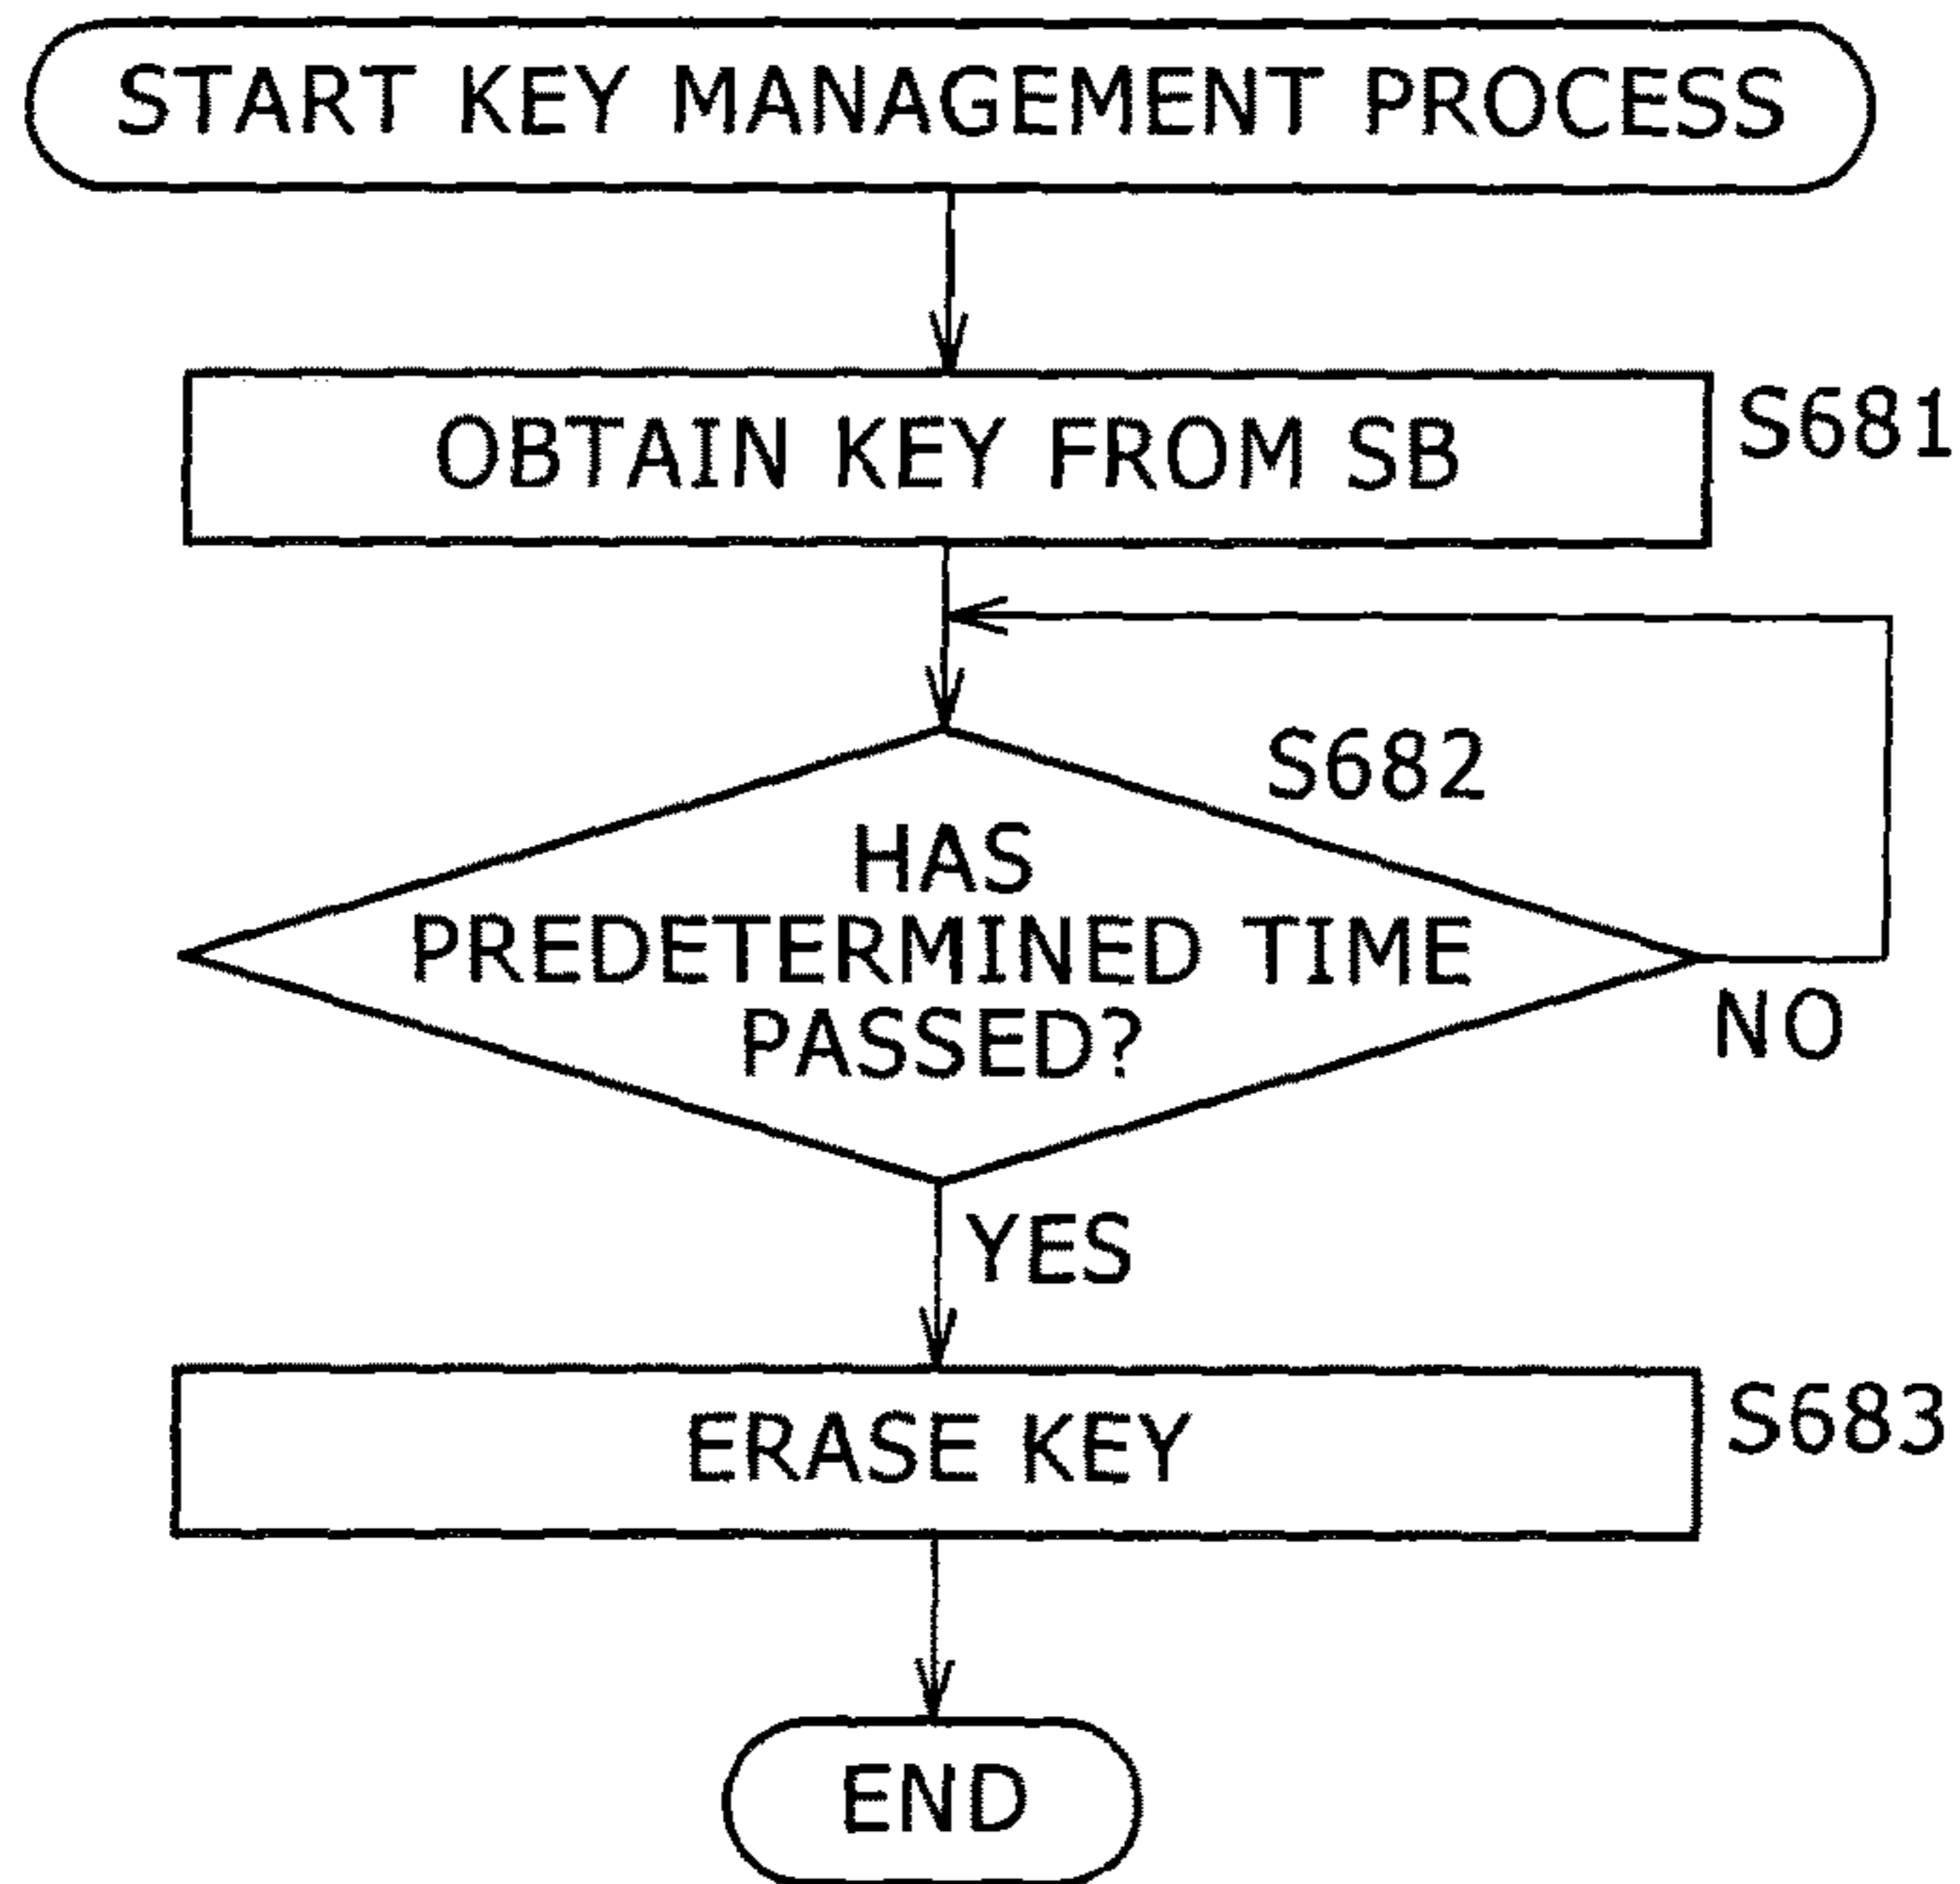 START KEY MANAGEMENT PROCESS
OBTAIN KEY FROM SB
S681
S682
HAS
PREDETERMINED TIME
PASSED?
NO
YES
ERASE KEY
S683
END